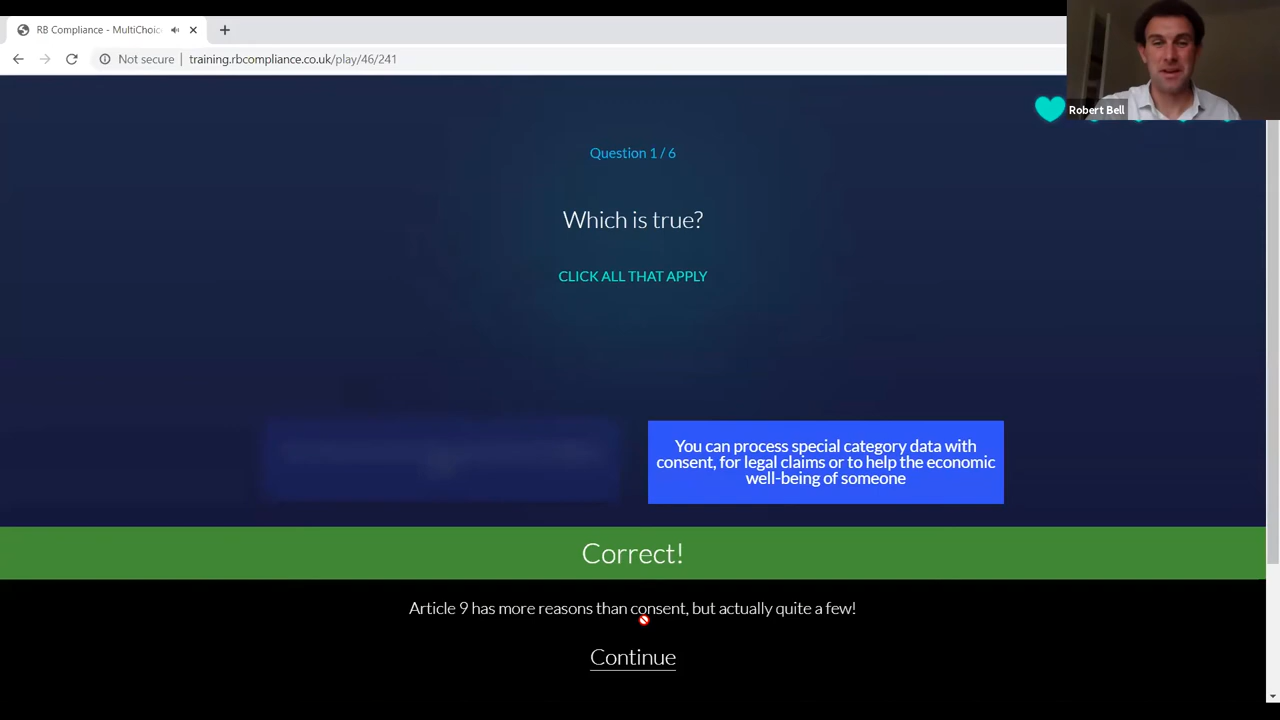 RB Compliance - MultiChoic
Not secure
training.rbcompliance.co.uk/play/46/241
Robert Bell
Question 1 / 6
Which is true?
CLICK ALL THAT APPLY
You can process special category data with
consent, for legal claims or to help the economic
well-being of someone
Correct!
Article 9 has more reasons than consent, but actually quite a few!
Continue